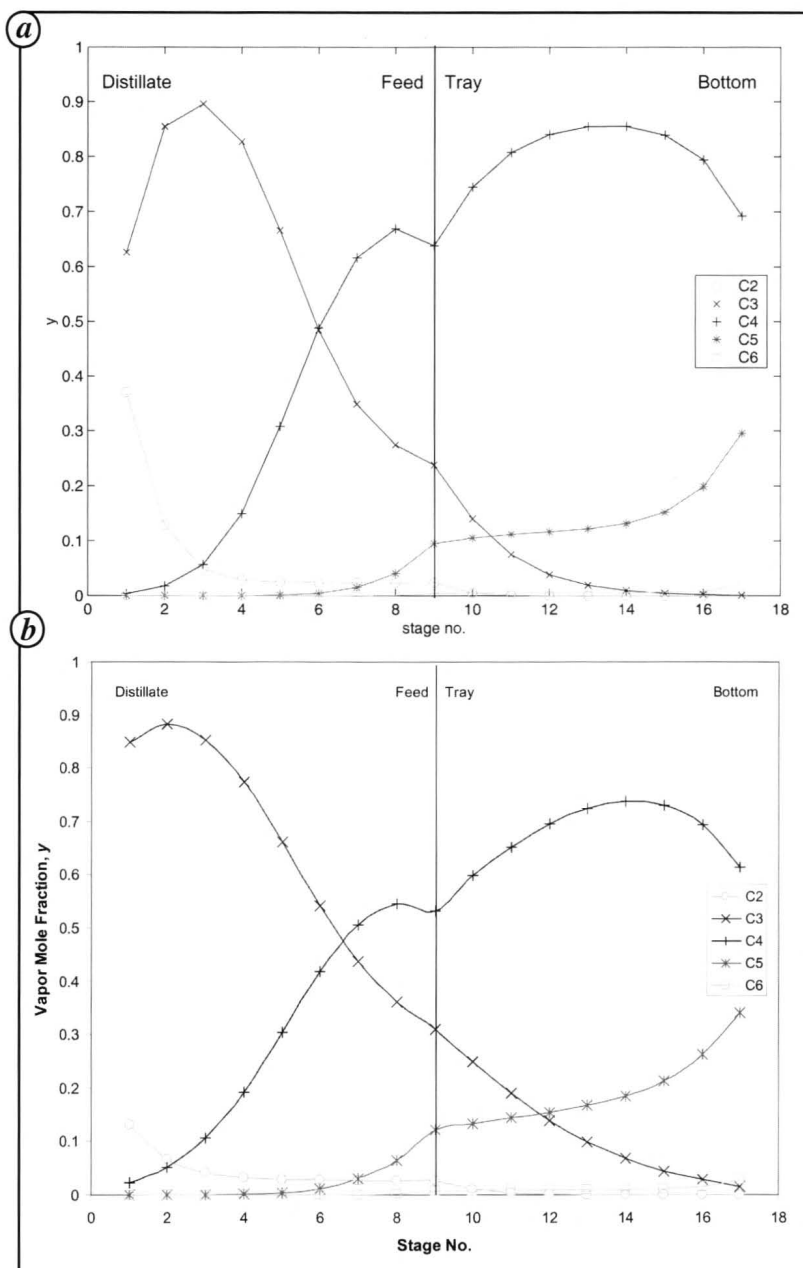 a
1
0.9
0.8
0.7
0.6
0.5
0.4
0.3
0.2
0.1
0
y
Distillate Feed Tray Bottom
C2
C3
C4
C5
C6
0 2 4 6 8 10 12 14 16 18
stage no.
b
1
0.9
0.8
0.7
0.6
0.5
0.4
0.3
0.2
0.1
0
Vapor Mole Fraction, y
Distillate Feed Tray Bottom
C2
C3
C4
C5
C6
0 2 4 6 8 10 12 14 16 18
Stage No.